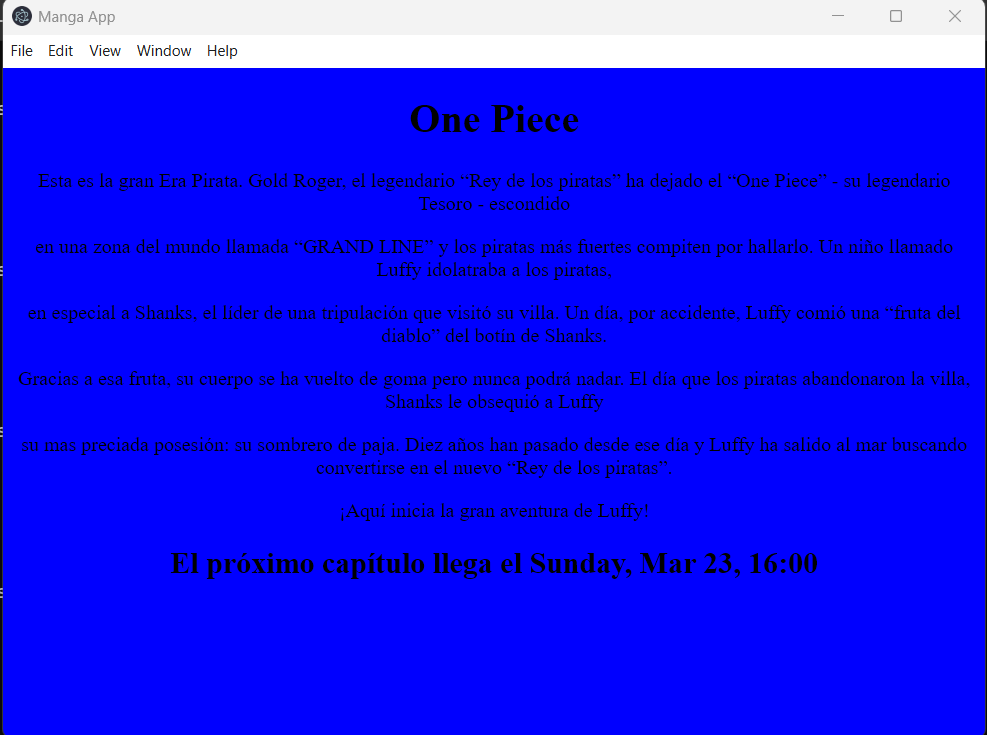 Manga App
File Edit View Window Help
One Piece
Esta es la gran Era Pirata. Gold Roger, el legendario “Rey de los piratas” ha dejado el “One Piece” - su legendario
Tesoro - escondido
en una zona del mundo llamada “GRAND LINE” y los piratas más fuertes compiten por hallarlo. Un niño llamado
Luffy idolatraba a los piratas,
en especial a Shanks, el líder de una tripulación que visitó su villa. Un día, por accidente, Luffy comió una “fruta del
diablo” del botín de Shanks.
Gracias a esa fruta, su cuerpo se ha vuelto de goma pero nunca podrá nadar. El día que los piratas abandonaron la villa,
Shanks le obsequió a Luffy
su mas preciada posesión: su sombrero de paja. Diez años han pasado desde ese día y Luffy ha salido al mar buscando
convertirse en el nuevo “Rey de los piratas”.
¡Aquí inicia la gran aventura de Luffy!
El próximo capítulo llega el Sunday, Mar 23, 16:00